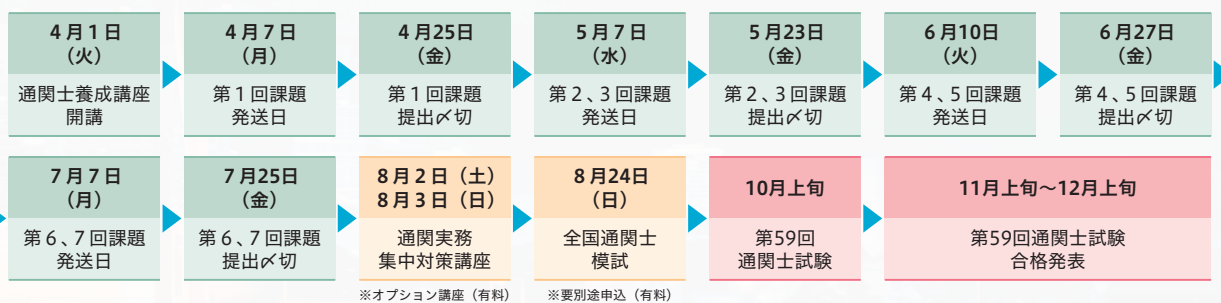 4月1日
（火）
通関士養成講座
開講
4月7日
（月）
第1回課題
発送日
4月25日
（金）
第1回課題
提出〆切
5月7日
（水）
第2、3回課題
発送日
5月23日
（金）
第2、3回課題
提出〆切
6月10日
（火）
第4、5回課題
発送日
6月27日
（金）
第4、5回課題
提出〆切
7月7日
（月）
第6、7回課題
発送日
7月25日
（金）
第6、7回課題
提出〆切
8月2日（土）
8月3日（日）
通関実務
集中対策講座
※オプション講座（有料）
8月24日
（日）
全国通関士
模試
※要別途申込（有料）
10月上旬
第59回
通関士試験
11月上旬～12月上旬
第59回通関士試験
合格発表